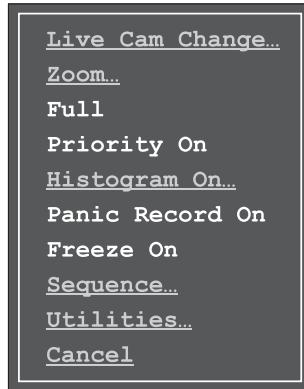 Live Cam Change…
Zoom…
Full
Priority On
Histogram On…
Panic Record On
Freeze On
Sequence…
Utilities…
Cancel